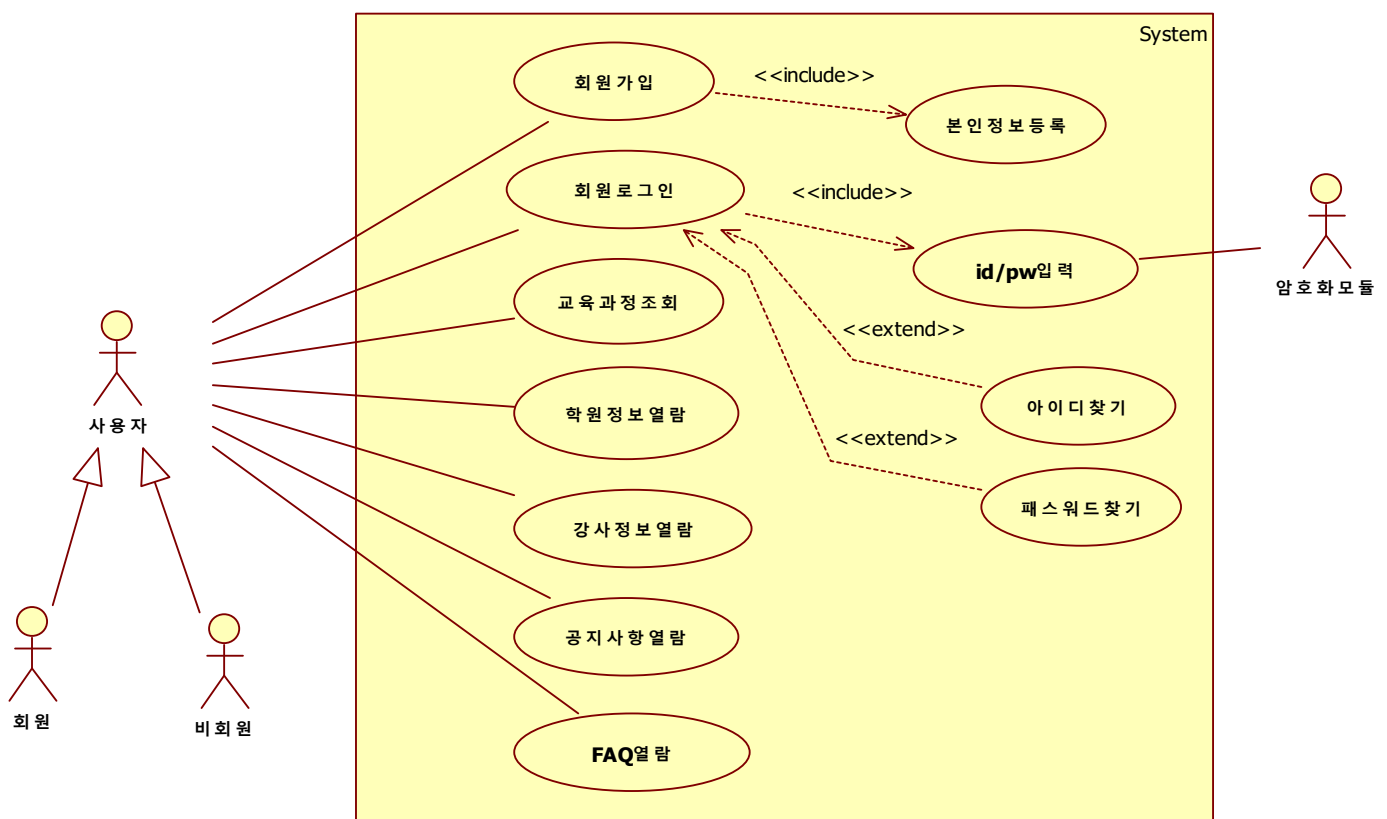 System
회원가입
<<include>>
본인정보등록
회원로그인
<<include>>
id/pw입력
암호화모듈
교육과정조회
<<extend>>
아이디찾기
학원정보열람
사용자
<<extend>>
패스워드찾기
강사정보열람
공지사항열람
회원
비회원
FAQ열람